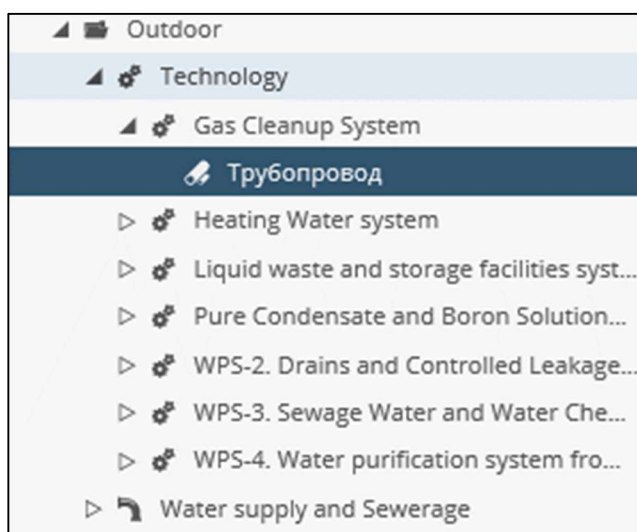 Outdoor
Technology
Gas Cleanup System
Трубопровод
Heating Water system
Liquid waste and storage facilities syst...
Pure Condensate and Boron Solution...
WPS-2. Drains and Controlled Leakage...
WPS-3. Sewage Water and Water Che...
WPS-4. Water purification system fro...
Water supply and Sewerage